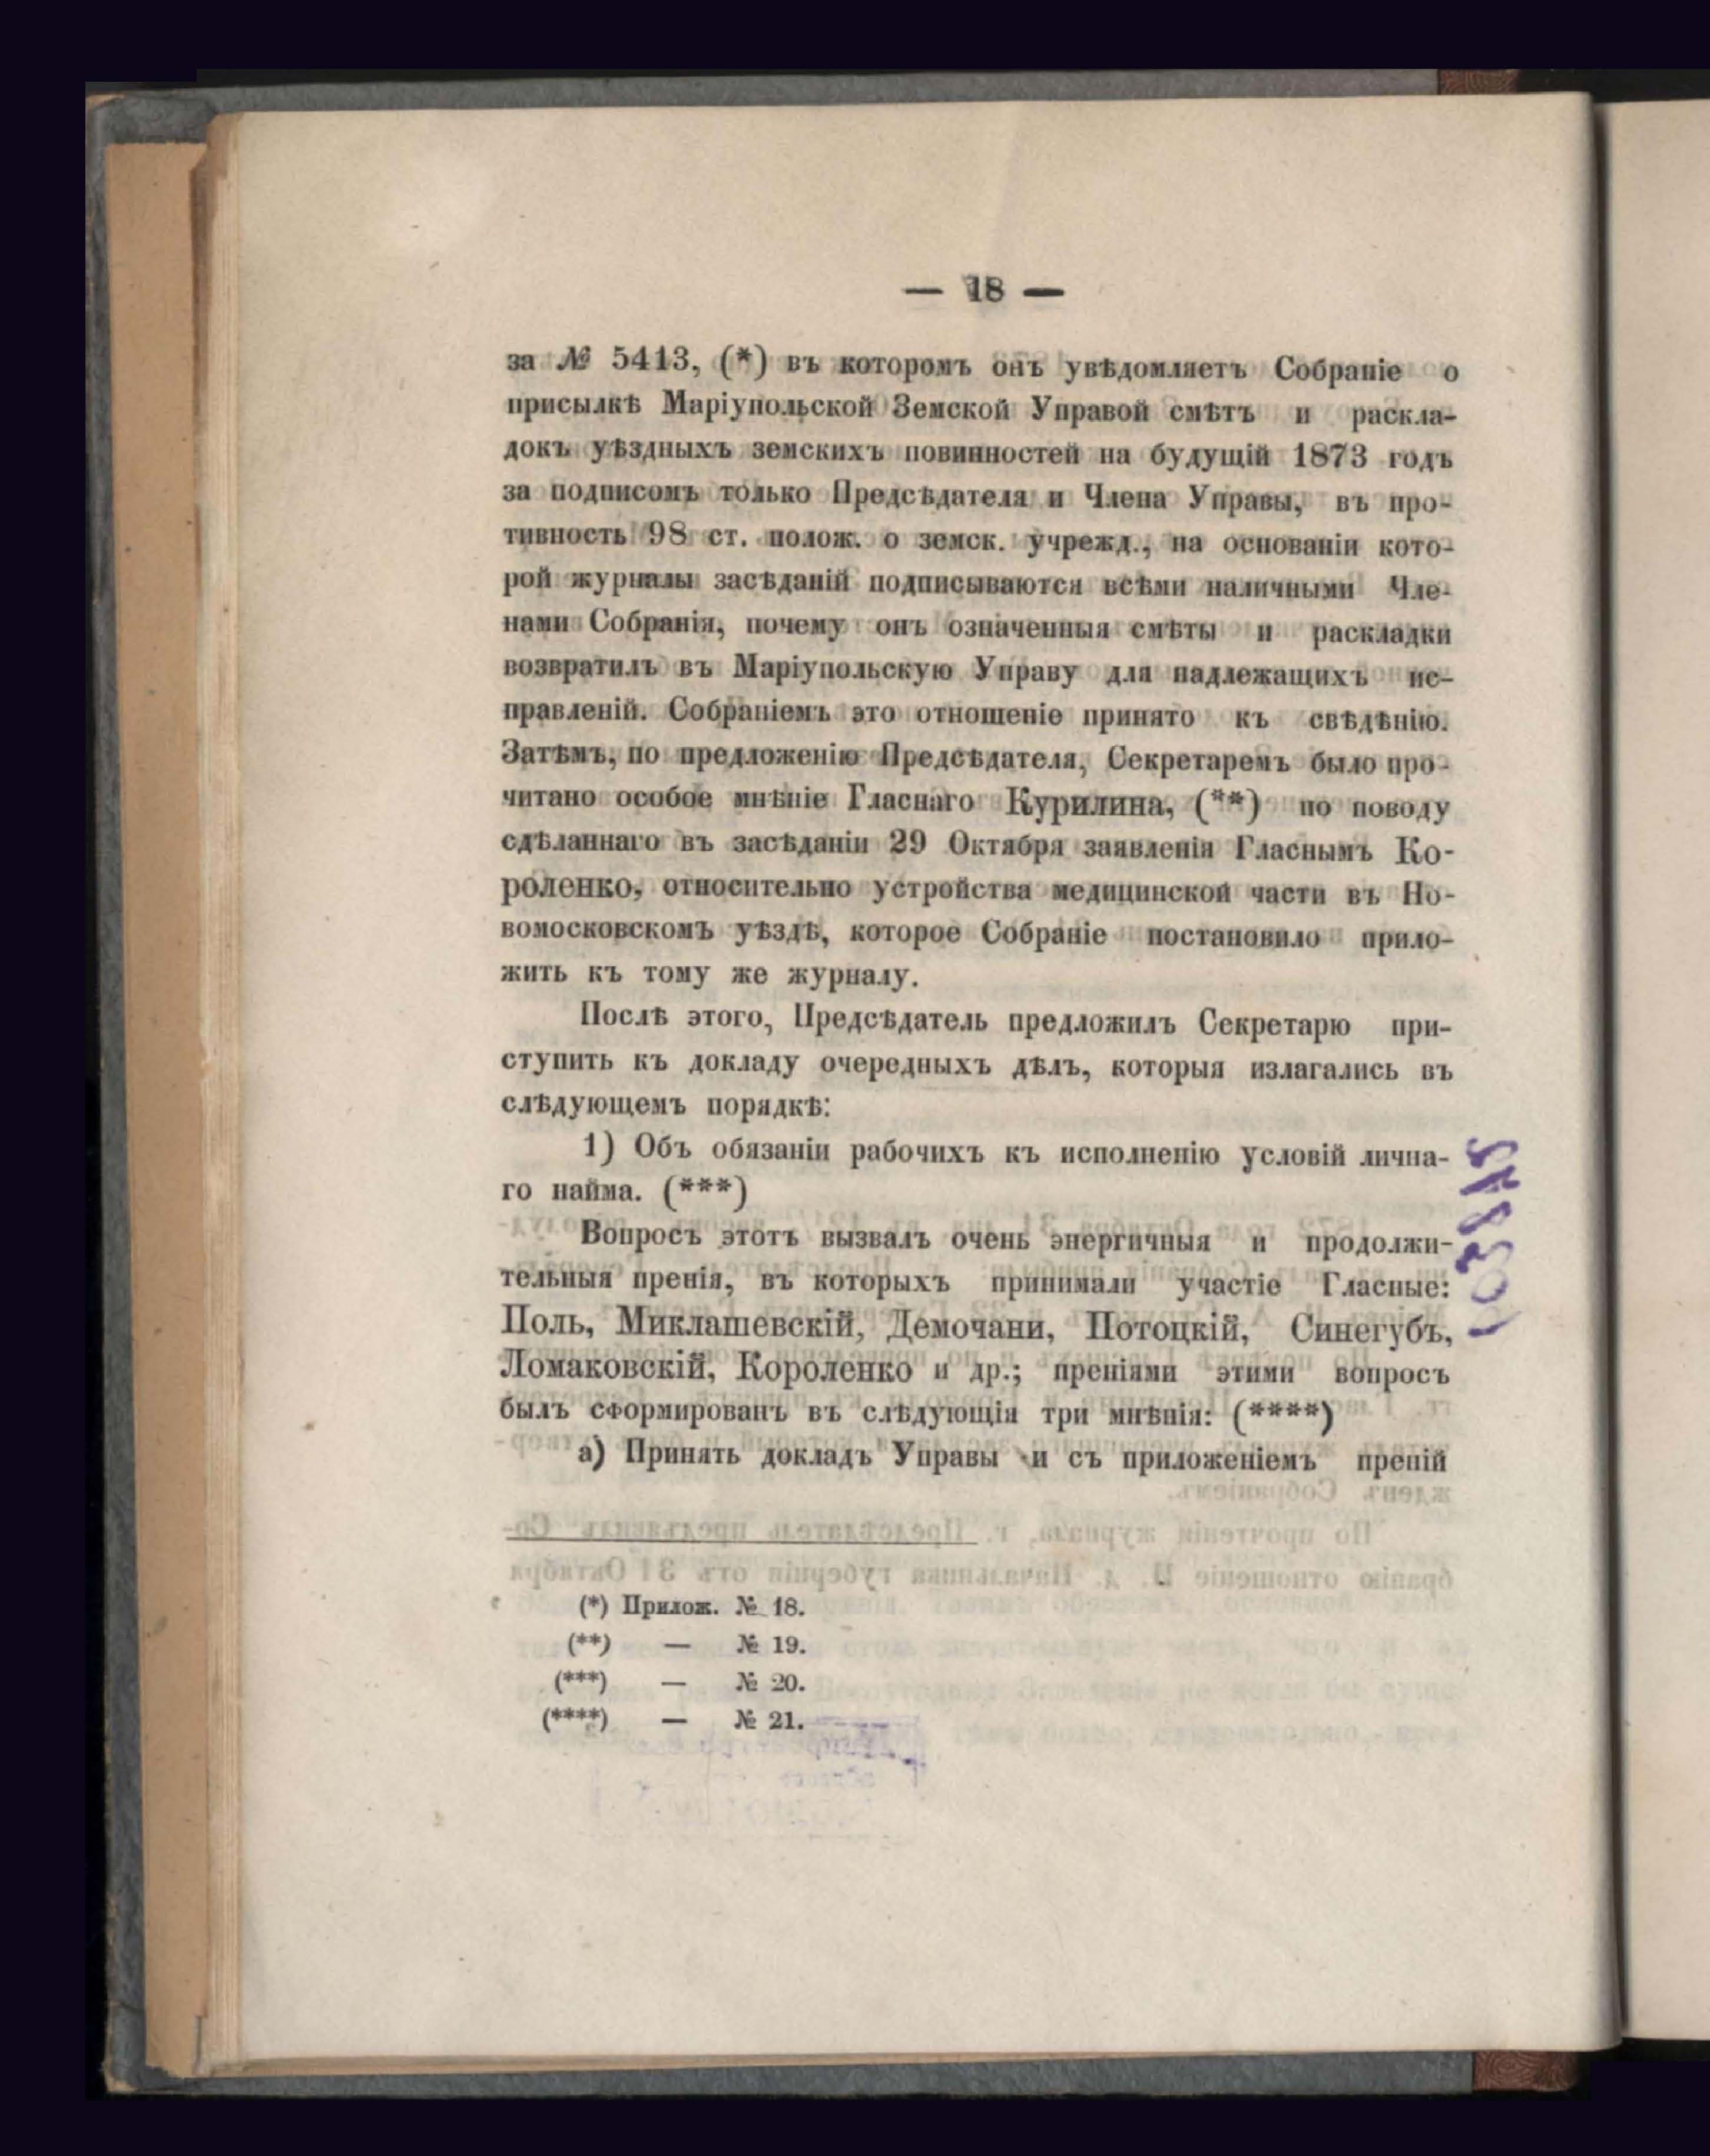 — 18 —
за № 5413, (*) въ которомъ онъ увѣдомляетъ Собраніе о
присылкѣ Маріупольской Земской Управой смѣтъ и раскла-
докъ уѣздныхъ земскихъ повинностей на будущій 1873 годъ
за подписомъ только Предсѣдателя и Члена Управы, въ про-
тивность 98 ст. полож. о земск. учрежд., на основаніи кото-
рой журналы засѣданій подписываются всѣми наличными Чле-
нами Собранія, почему онъ означенныя смѣты и раскладки
возвратилъ въ Маріупольскую Управу для надлежащихъ ис-
правленій. Собраніемъ это отношеніе принято къ свѣдѣнію.
Затѣмъ, по предложенію Предсѣдателя, Секретаремъ было про-
читано особое мнѣніе Гласнаго Курилина, (**) по поводу
сдѣланнаго въ засѣданіи 29 Октября заявленія Гласнымъ Ко-
роленко, относительно устройства медицинской части въ Но-
вомосковскомъ уѣздѣ, которое Собраніе постановило прило-
жить къ тому же журналу.
Послѣ этого, Предсѣдатель предложилъ Секретарю при-
ступить къ докладу очередныхъ дѣлъ, которыя излагались въ
слѣдующемъ порядкѣ:
1) Объ обязаніи рабочихъ къ исполненію условій лична-
го найма. (***)
Вопросъ этотъ вызвалъ очень энергичныя и продолжи-
тельныя пренія, въ которыхъ принимали участіе Гласные:
Поль, Миклашевскій, Демочани, Потоцкій, Синегубъ,
Ломаковскій, Короленко и др.; преніями этими вопросъ
былъ сформированъ въ слѣдующія три мнѣнія: (****)
а) Принять докладъ Управы и съ приложеніемъ преній
(*) Прилож. № 18.
(**) — № 19.
(***) — № 20.
(****) — № 21.